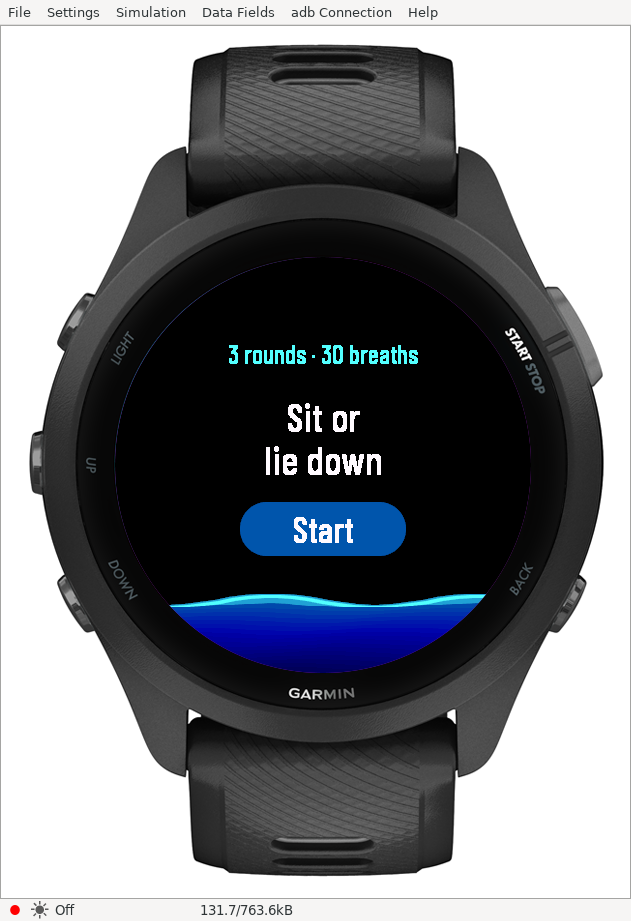 File Settings Simulation Data Fields adb Connection Help
START STOP
LIGHT
3 rounds · 30 breaths
Sit or
lie down
UP
Start
DOWN
BACK
GARMIN
Off 131.7/763.6kB